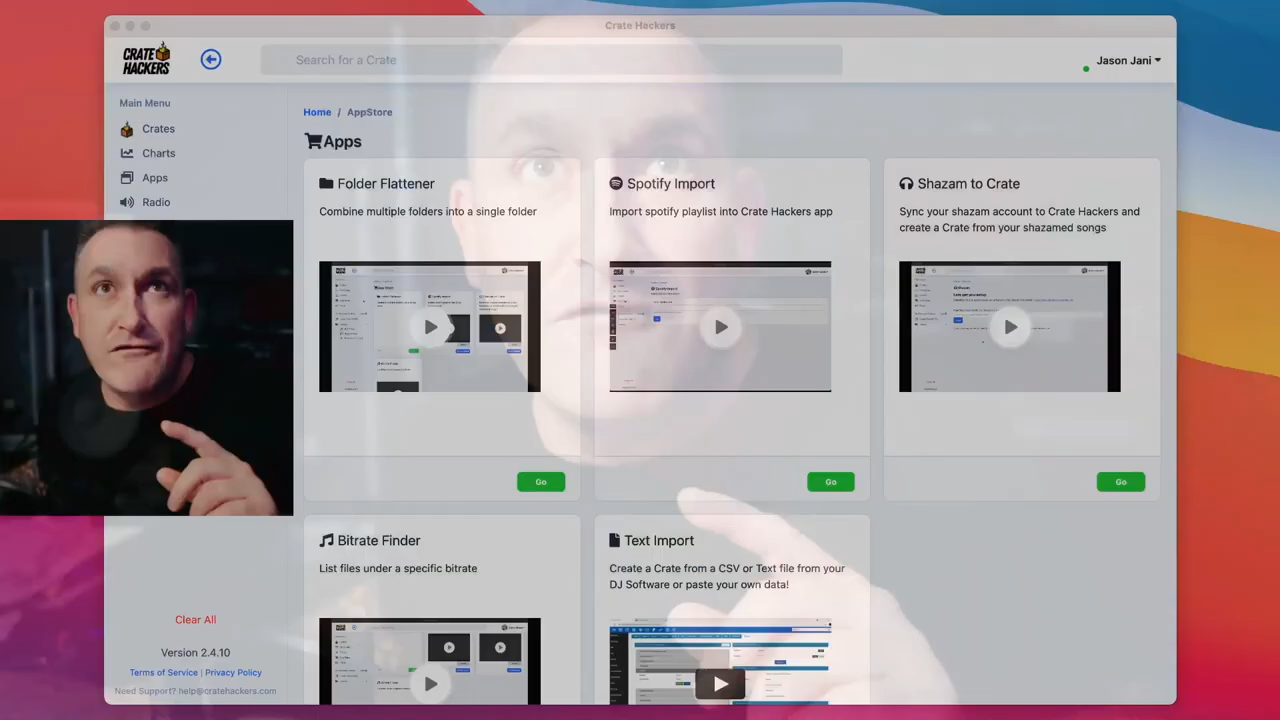 Crate Hackers
CRATE
HACKERS
Search for a Crate
Jason Jani
Main Menu
Crates
Charts
Apps
Radio
Home / AppStore
Apps
Folder Flattener
Combine multiple folders into a single folder
Go
Spotify Import
Import spotify playlist into Crate Hackers app
Go
Shazam to Crate
Sync your shazam account to Crate Hackers and
create a Crate from your shazamed songs
Go
Bitrate Finder
List files under a specific bitrate
Text Import
Create a Crate from a CSV or Text file from your
DJ Software or paste your own data!
Clear All
Version 2.4.10
Terms of Service | Privacy Policy
Need Support? help@cratehackers.com